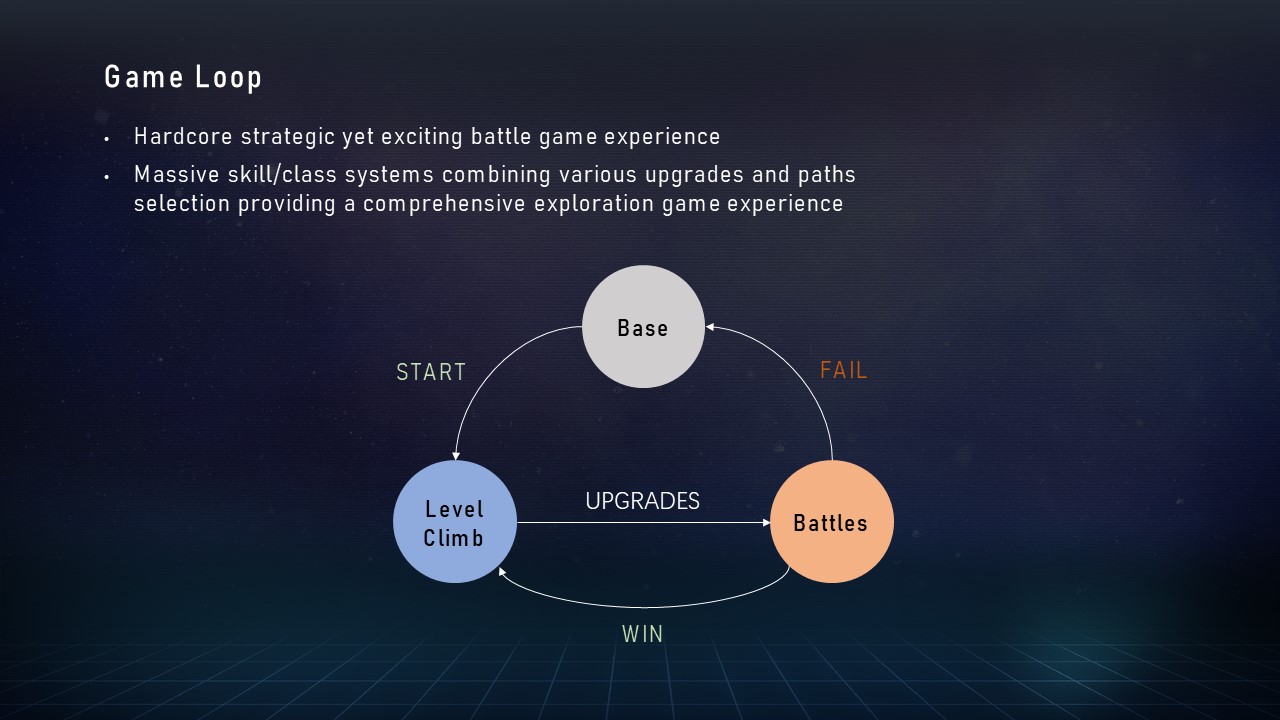 Game Loop
• Hardcore strategic yet exciting battle game experience
• Massive skill/class systems combining various upgrades and paths
selection providing a comprehensive exploration game experience
Base
START
FAIL
Level
Climb
UPGRADES
Battles
WIN